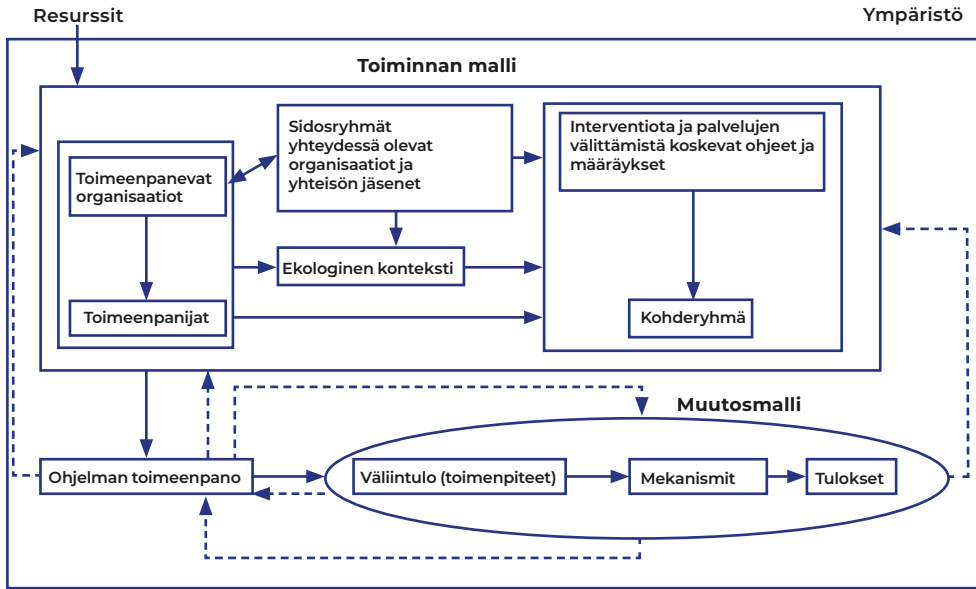 Resurssit
Ympäristö
Toiminnan malli
Toimeenpanevat
organisaatiot
Toimeenpanijat
Sidosryhmät
yhteydessä olevat
organisaatiot ja
yhteisön jäsenet
Ekologinen konteksti
Interventiota ja palvelujen
välittämistä koskevat ohjeet ja
määräykset
Kohderyhmä
Muutosmalli
Ohjelman toimeenpano
Väliintulo (toimenpiteet)
Mekanismit
Tulokset